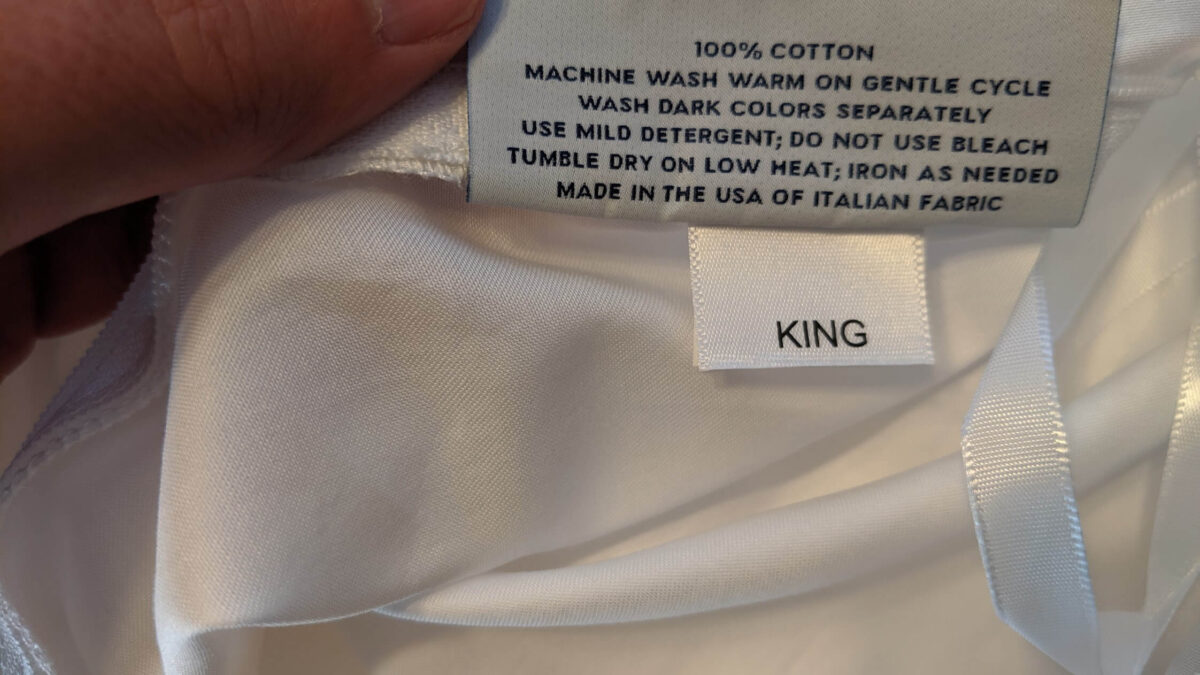 100% COTTON
MACHINE WASH WARM ON GENTLE CYCLE
WASH DARK COLORS SEPARATELY
USE MILD DETERGENT; DO NOT USE BLEACH
TUMBLE DRY ON LOW HEAT; IRON AS NEEDED
MADE IN THE USA OF ITALIAN FABRIC
KING